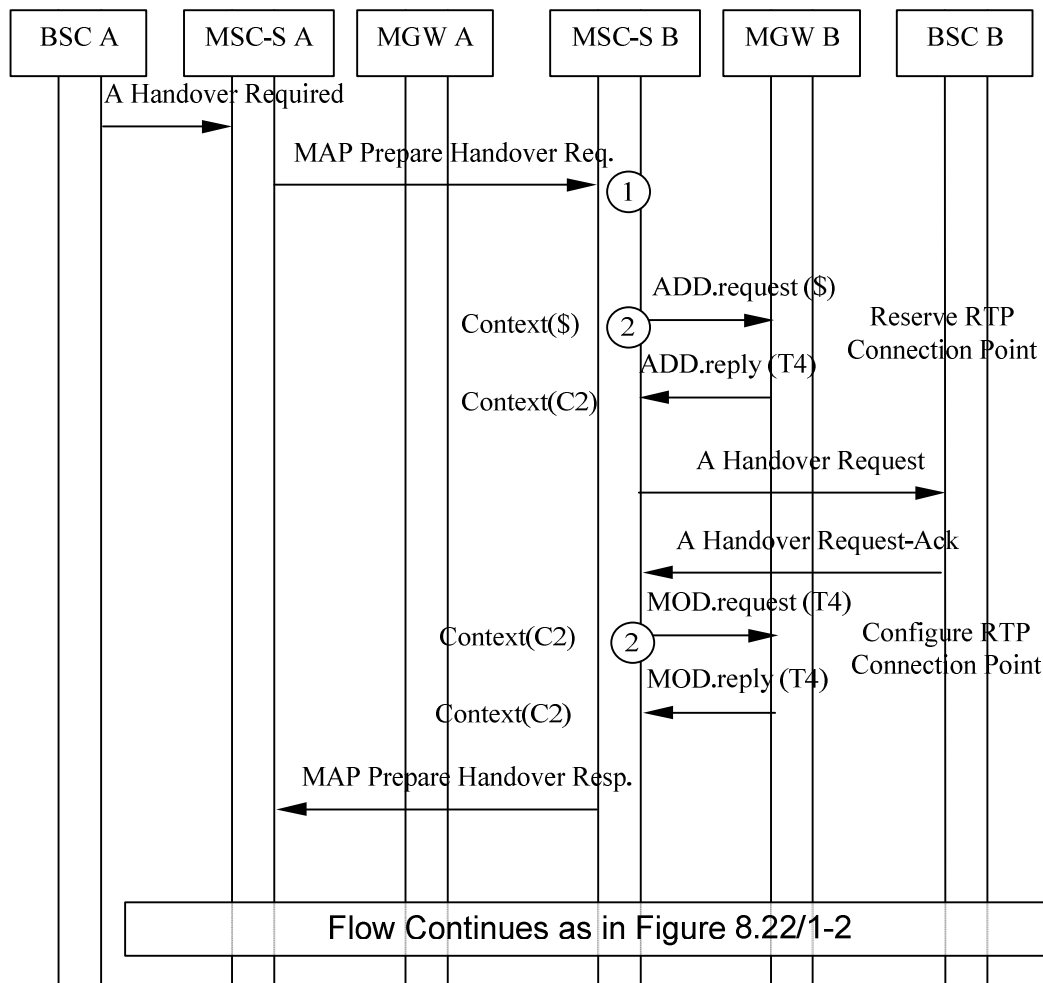 BSC A
MSC-S A
MGW A
MSC-S B
MGW B
BSC B
A Handover Required
MAP Prepare Handover Req.
1
ADD.request ($)
Context($)
2
Reserve RTP
Connection Point
ADD.reply (T4)
Context(C2)
A Handover Request
A Handover Request-Ack
MOD.request (T4)
Context(C2)
2
Configure RTP
Connection Point
MOD.reply (T4)
Context(C2)
MAP Prepare Handover Resp.
Flow Continues as in Figure 8.22/1-2